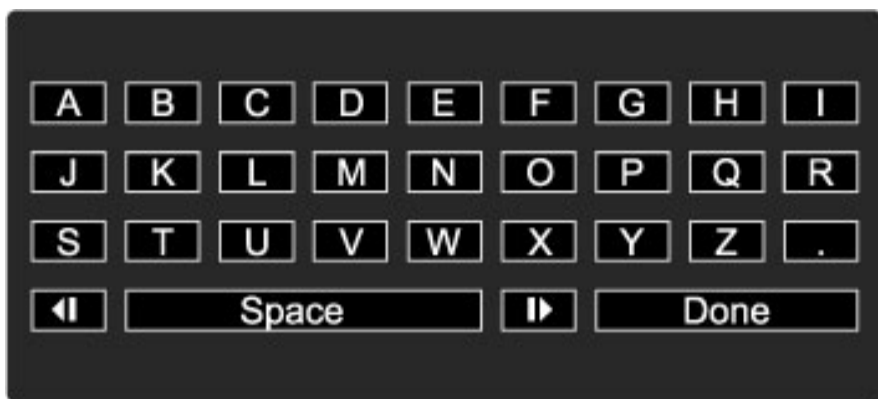 A B C D E F G H I
J K L M N O P Q R
S T U V W X Y Z .
Space Done